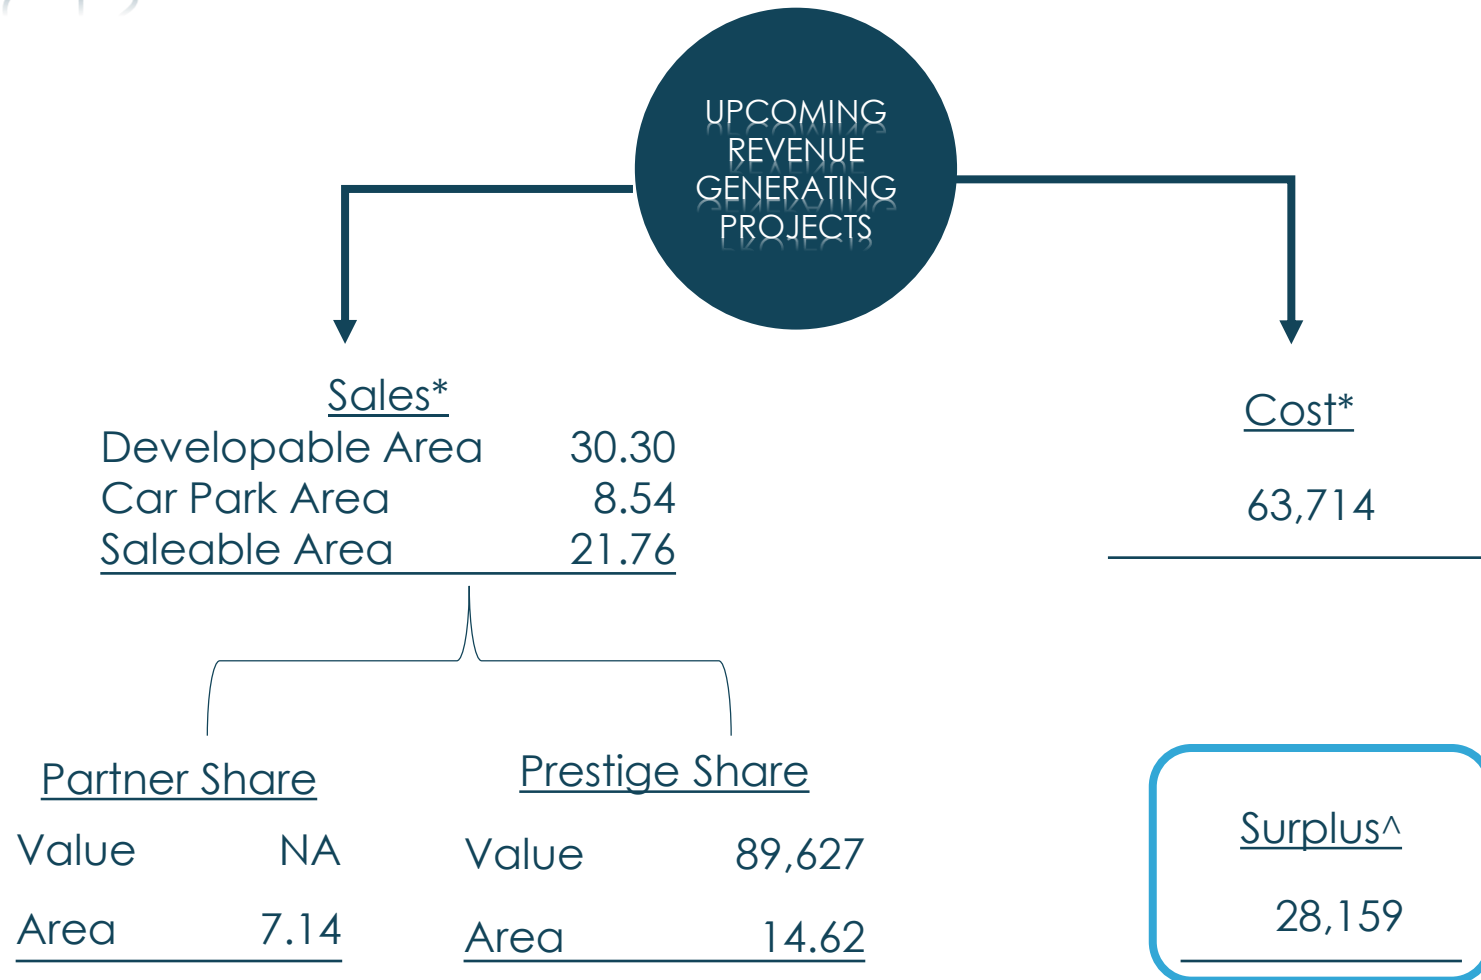 UPCOMING
REVENUE
GENERATING
PROJECTS
Sales*
Developable Area 30.30
Car Park Area 8.54
Saleable Area 21.76
Cost*
63,714
Partner Share
Value NA
Area 7.14
Prestige Share
Value 89,627
Area 14.62
Surplus^
28,159